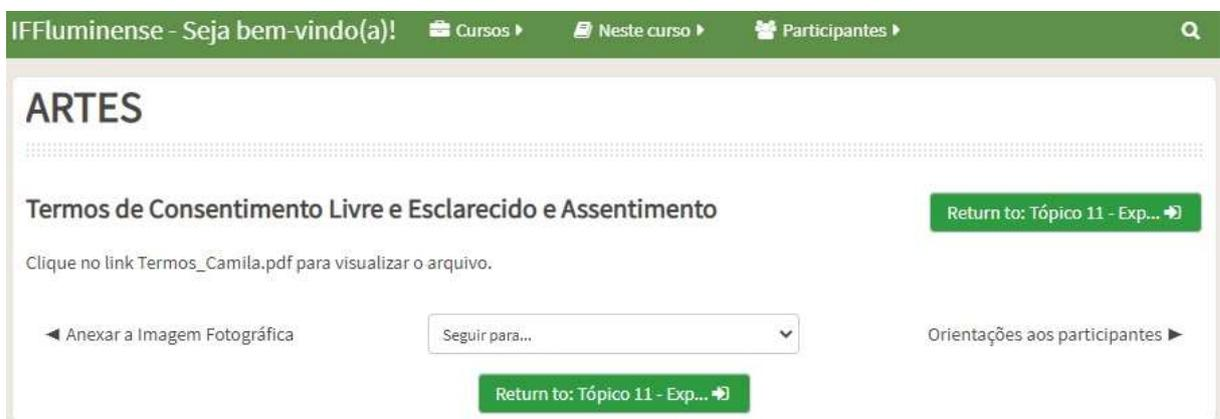 IFFluminense - Seja bem-vindo(a)! Cursos Neste curso Participantes
ARTES
Termos de Consentimento Livre e Esclarecido e Assentimento
Return to: Tópico 11 - Exp...
Clique no link Termos_Camila.pdf para visualizar o arquivo.
◄ Anexar a Imagem Fotográfica
Seguir para...
Orientações aos participantes ►
Return to: Tópico 11 - Exp...